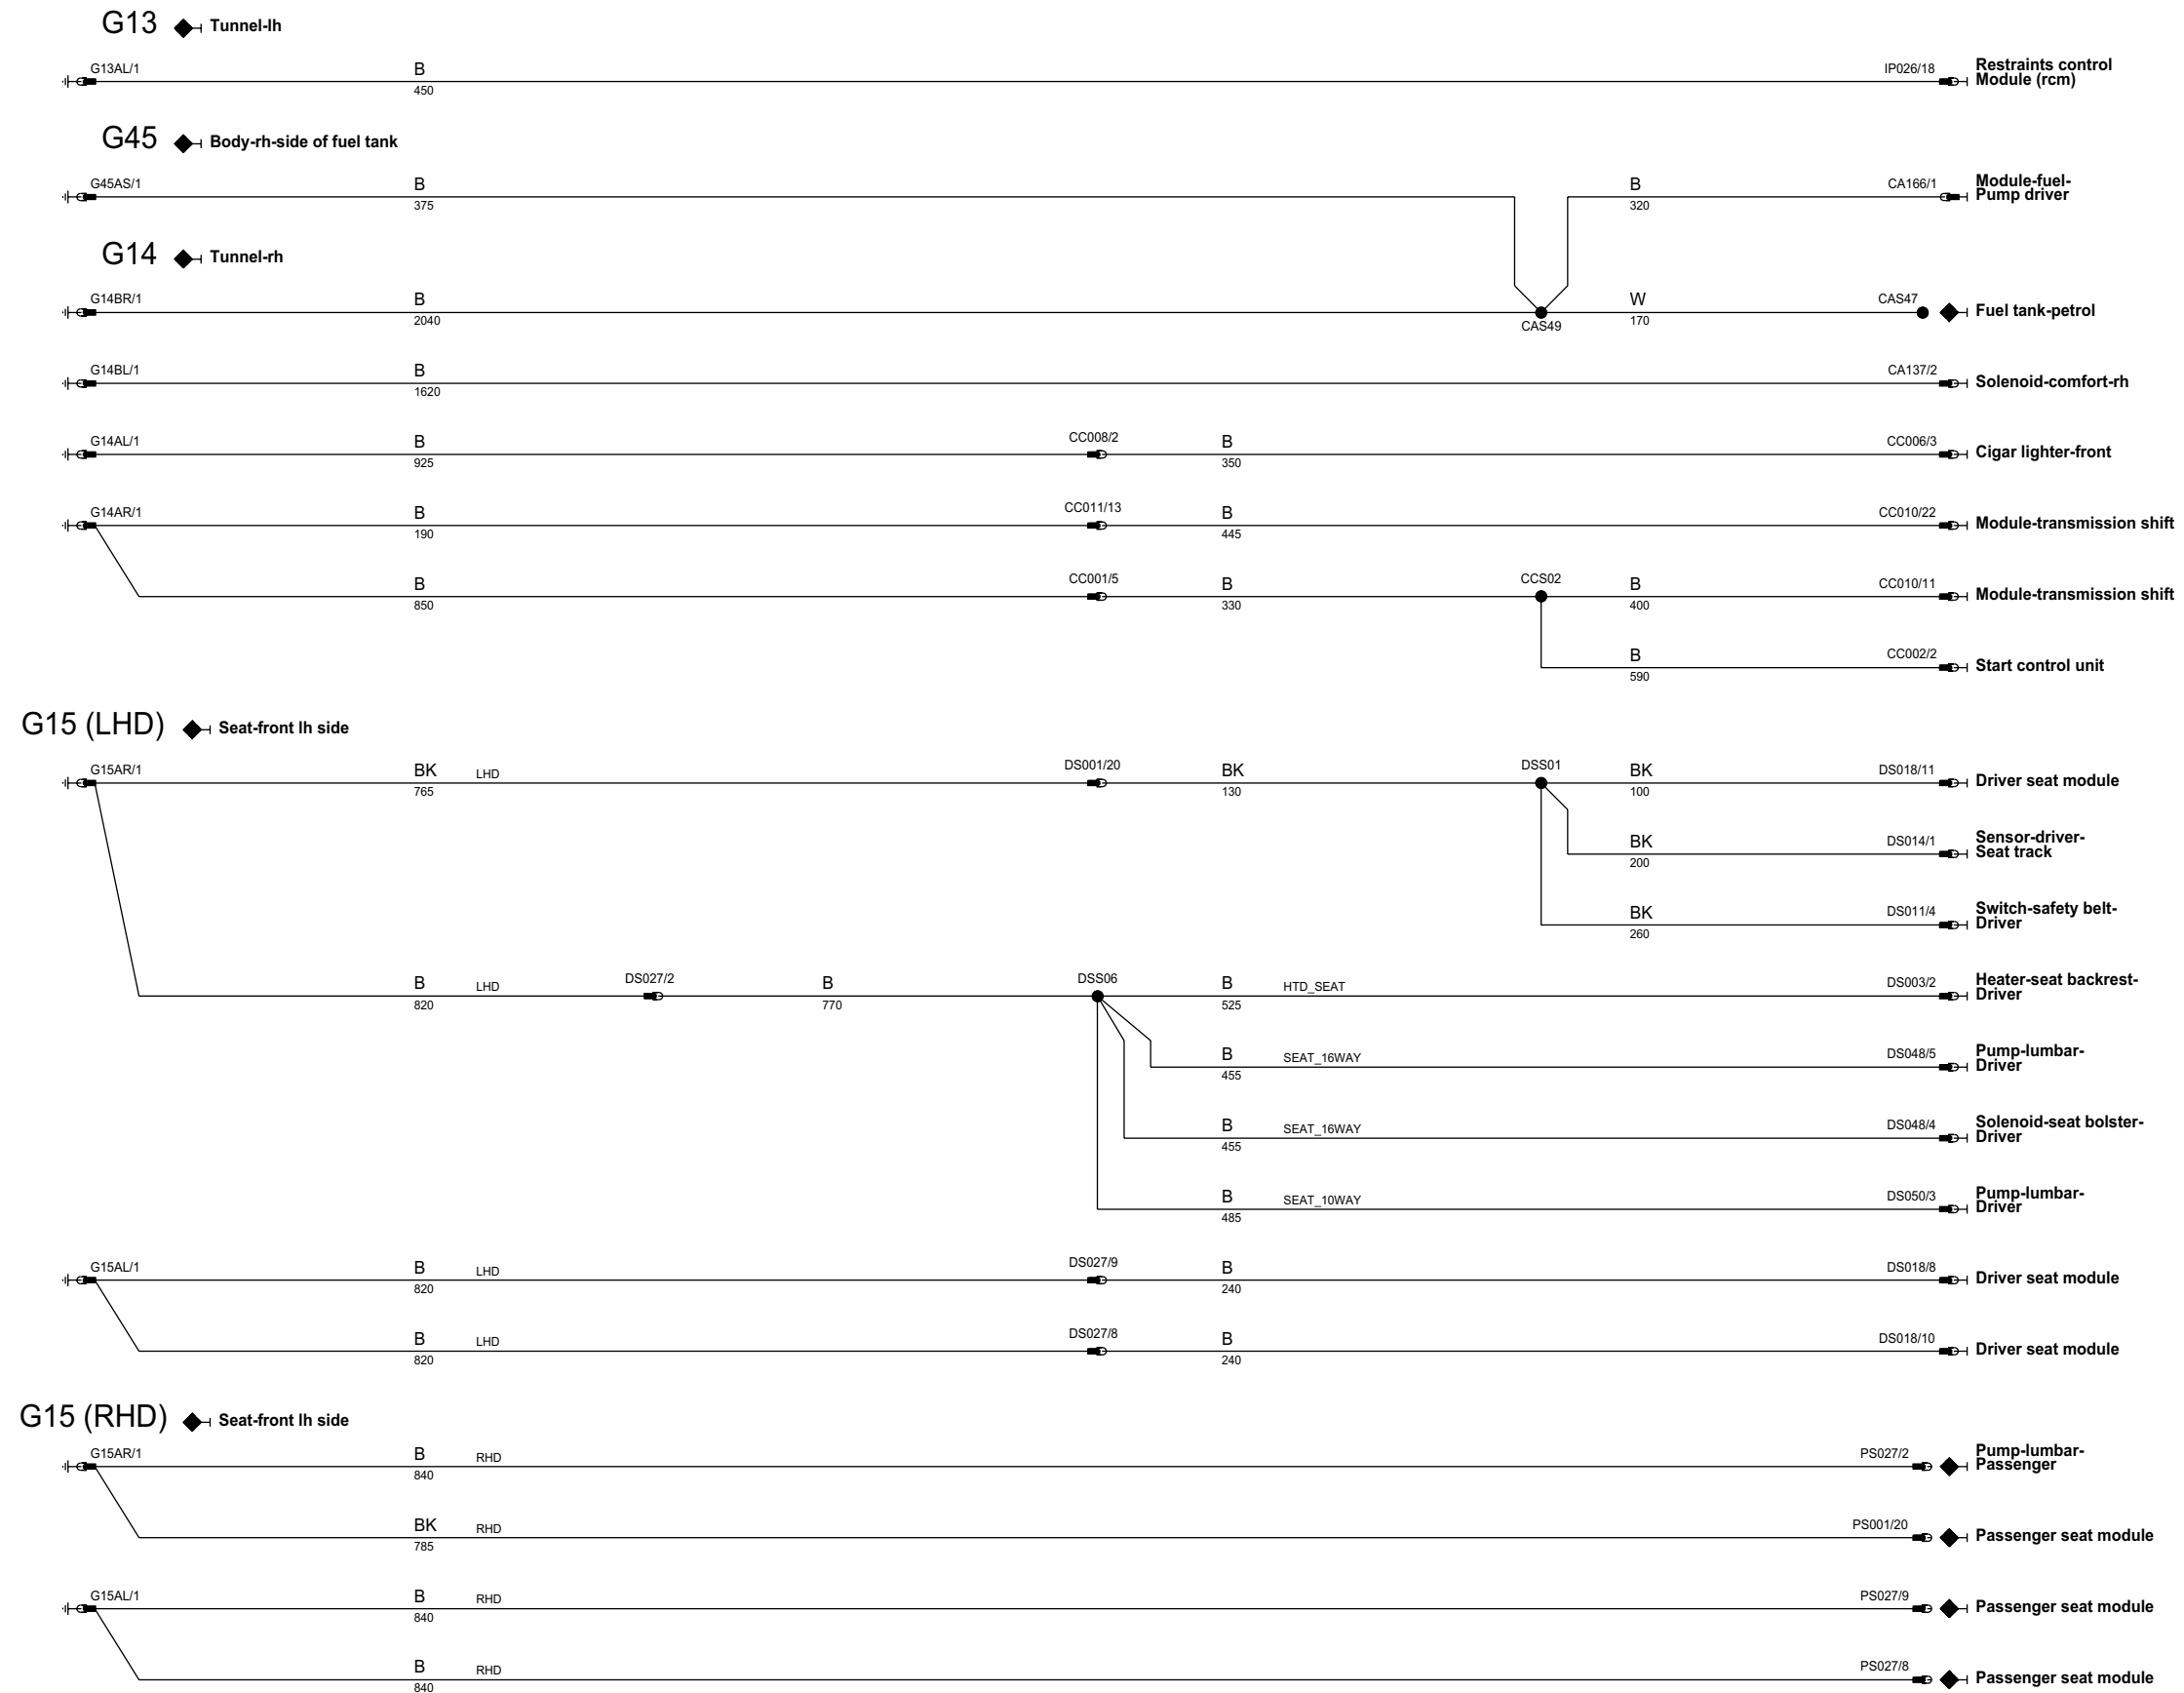 G13 Tunnel-lh
G13AL/1 B 450 IP026/18 Restraints control
Module (rcm)
G45 Body-rh-side of fuel tank
G45AS/1 B 375 B 320 CA166/1 Module-fuel-
Pump driver
G14 Tunnel-rh
G14BR/1 B 2040 CAS49 W 170 CAS47 Fuel tank-petrol
G14BL/1 B 1620 CA137/2 Solenoid-comfort-rh
G14AL/1 B 925 CC008/2 B 350 CC006/3 Cigar lighter-front
G14AR/1 B 190 CC011/13 B 445 CC010/22 Module-transmission shift
B 850 CC001/5 B 330 CCS02 B 400 CC010/11 Module-transmission shift
B 590 CC002/2 Start control unit
G15 (LHD) Seat-front lh side
G15AR/1 BK 765 LHD DS001/20 BK 130 DSS01 BK 100 DS018/11 Driver seat module
BK 200 DS014/1 Sensor-driver-
Seat track
BK 260 DS011/4 Switch-safety belt-
Driver
B 820 LHD DS027/2 B 770 DSS06 B 525 HTD_SEAT DS003/2 Heater-seat backrest-
Driver
B 455 SEAT_16WAY DS048/5 Pump-lumbar-
Driver
B 455 SEAT_16WAY DS048/4 Solenoid-seat bolster-
Driver
B 485 SEAT_10WAY DS050/3 Pump-lumbar-
Driver
G15AL/1 B 820 LHD DS027/9 B 240 DS018/8 Driver seat module
B 820 LHD DS027/8 B 240 DS018/10 Driver seat module
G15 (RHD) Seat-front lh side
G15AR/1 B 840 RHD PS027/2 Pump-lumbar-
Passenger
BK 785 RHD PS001/20 Passenger seat module
G15AL/1 B 840 RHD PS027/9 Passenger seat module
B 840 RHD PS027/8 Passenger seat module